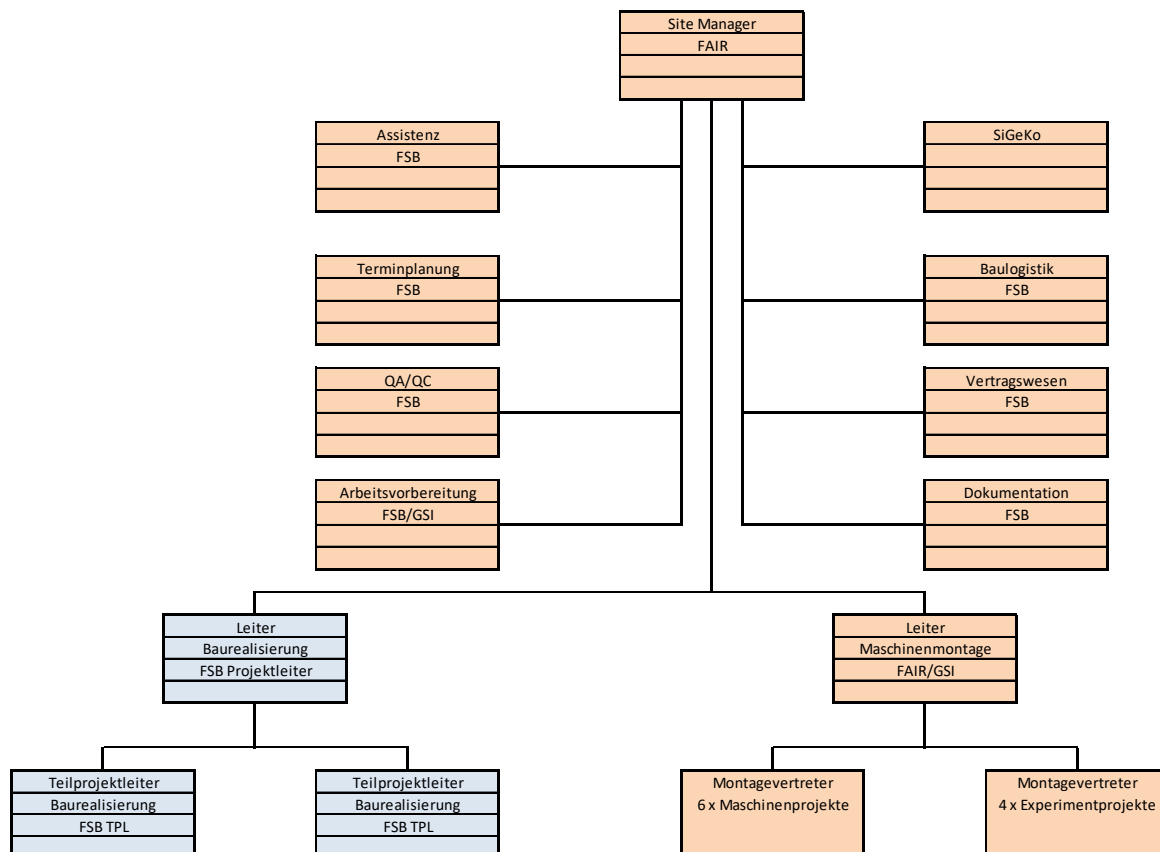 Site Manager
FAIR
Assistenz
FSB
SiGeKo
Terminplanung
FSB
Baulogistik
FSB
QA/QC
FSB
Vertragswesen
FSB
Arbeitsvorbereitung
FSB/GSI
Dokumentation
FSB
Leiter
Baurealisierung
FSB Projektleiter
Leiter
Maschinenmontage
FAIR/GSI
Teilprojektleiter
Baurealisierung
FSB TPL
Teilprojektleiter
Baurealisierung
FSB TPL
Montagevertreter
6 x Maschinenprojekte
Montagevertreter
4 x Experimentprojekte